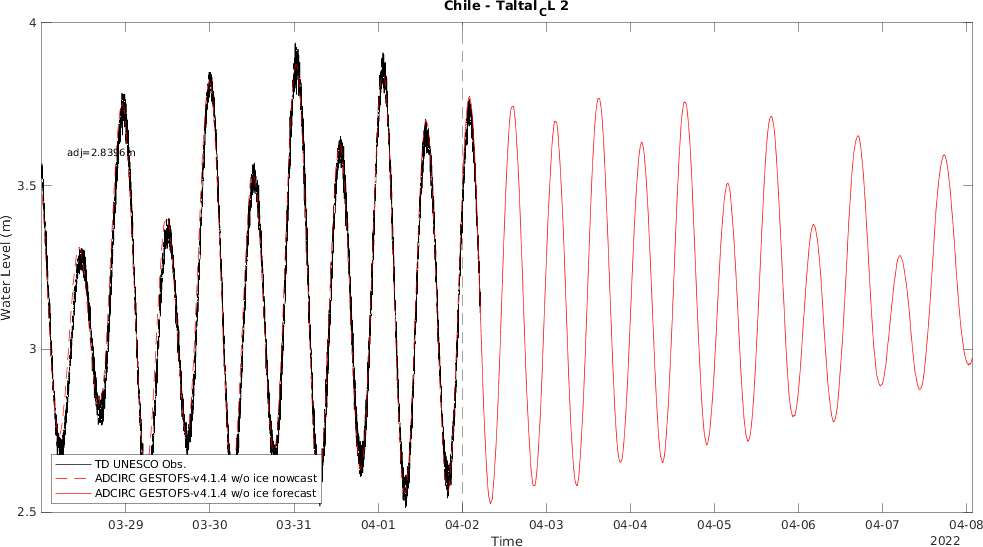 Chile - Taltal_CL 2
4
3.5
3
2.5
Water Level (m)
adj=2.8396m
TD UNESCO Obs.
ADCIRC GESTOFS-v4.1.4 w/o ice nowcast
ADCIRC GESTOFS-v4.1.4 w/o ice forecast
03-29 03-30 03-31 04-01 04-02 04-03 04-04 04-05 04-06 04-07 04-08
Time
2022